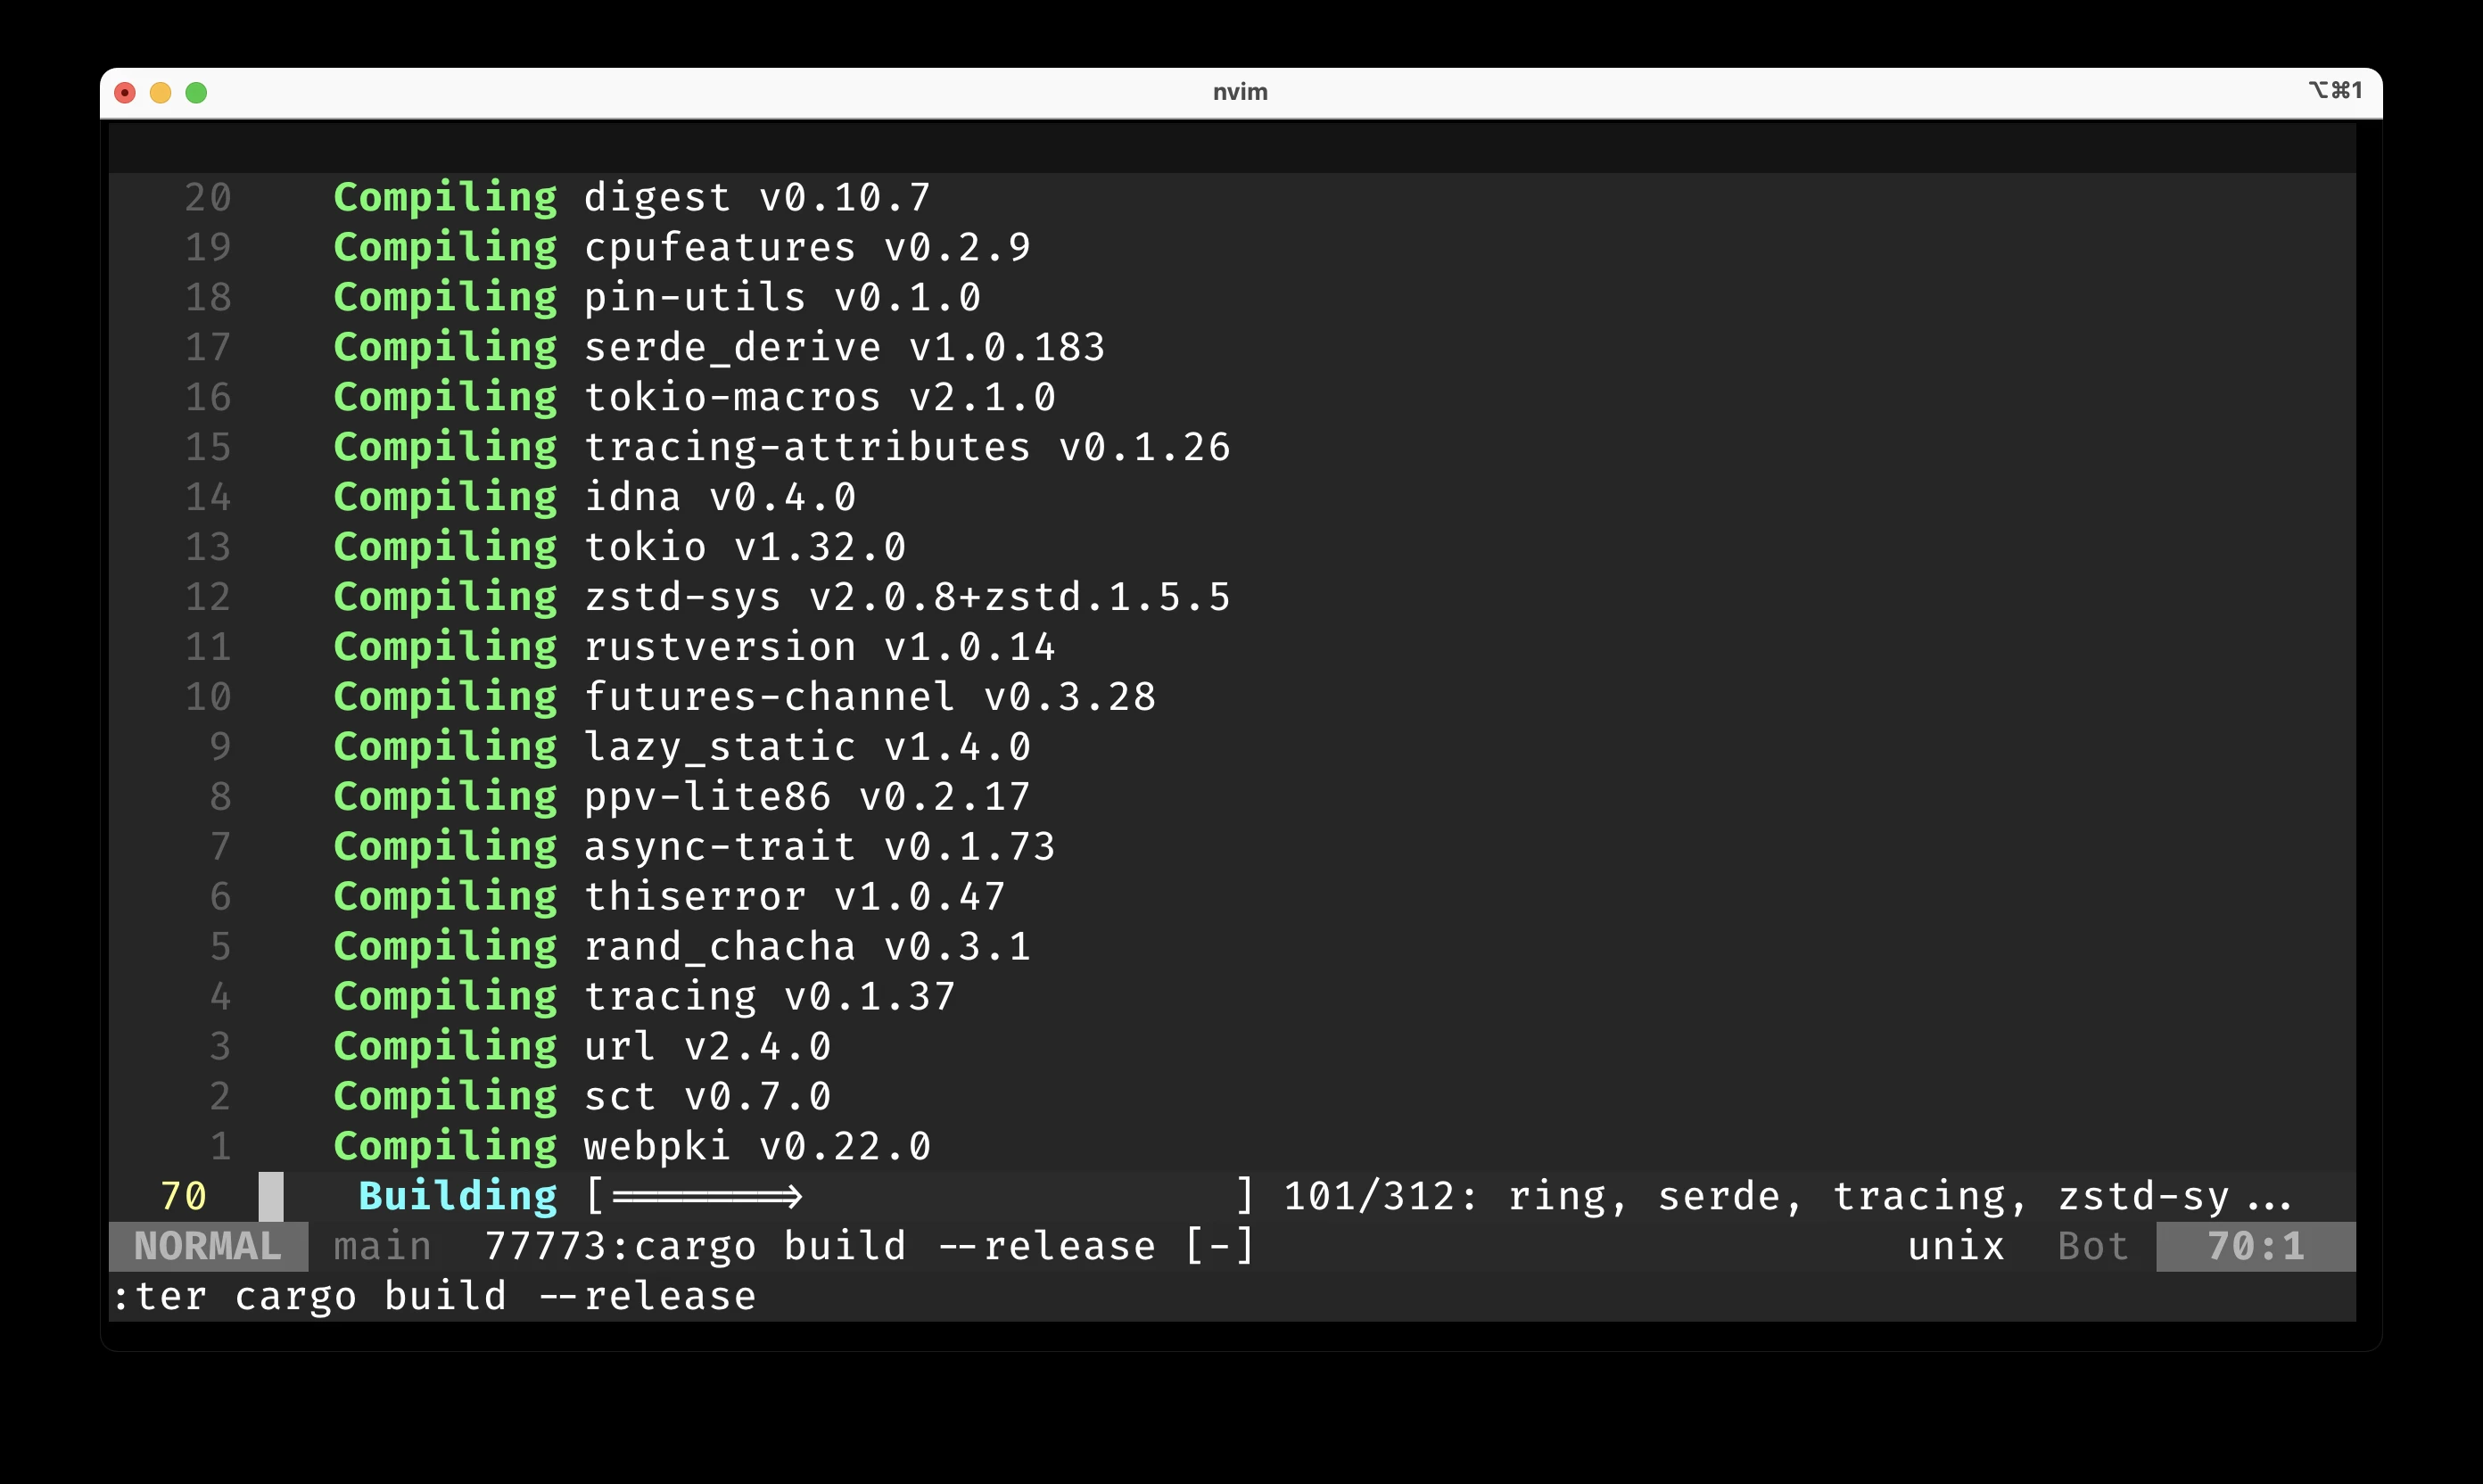 nvim ⌥⌘1
20 Compiling digest v0.10.7
19 Compiling cpufeatures v0.2.9
18 Compiling pin-utils v0.1.0
17 Compiling serde_derive v1.0.183
16 Compiling tokio-macros v2.1.0
15 Compiling tracing-attributes v0.1.26
14 Compiling idna v0.4.0
13 Compiling tokio v1.32.0
12 Compiling zstd-sys v2.0.8+zstd.1.5.5
11 Compiling rustversion v1.0.14
10 Compiling futures-channel v0.3.28
9 Compiling lazy_static v1.4.0
8 Compiling ppv-lite86 v0.2.17
7 Compiling async-trait v0.1.73
6 Compiling thiserror v1.0.47
5 Compiling rand_chacha v0.3.1
4 Compiling tracing v0.1.37
3 Compiling url v2.4.0
2 Compiling sct v0.7.0
1 Compiling webpki v0.22.0
70 Building [=======> ] 101/312: ring, serde, tracing, zstd-sy...
NORMAL main 77773:cargo build --release [-] unix Bot 70:1
:ter cargo build --release